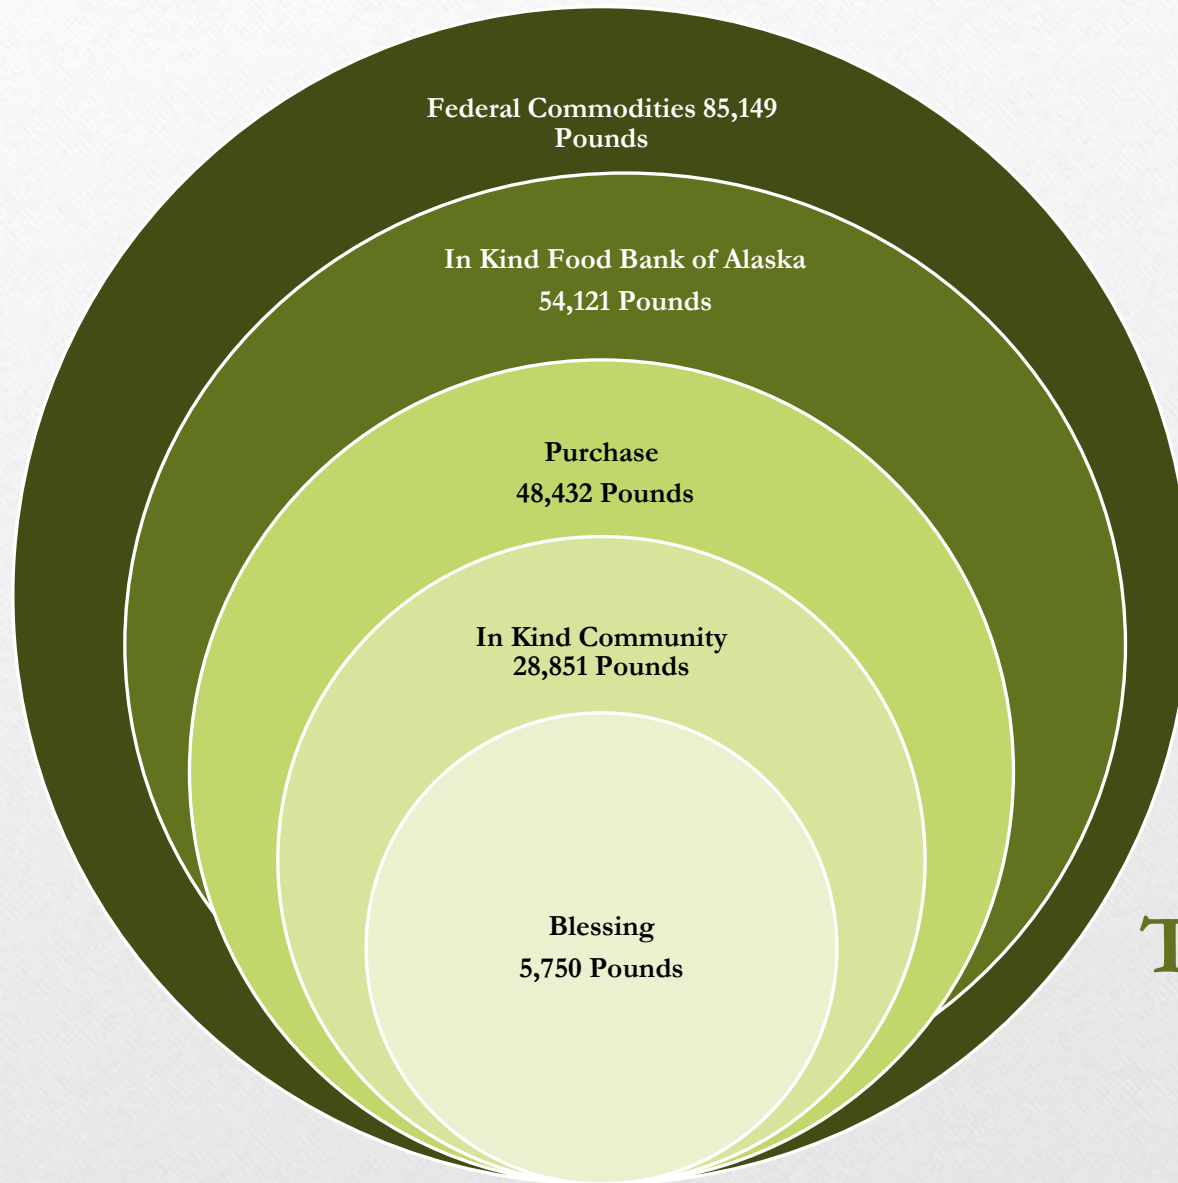 Federal Commodities 85,149
Pounds
In Kind Food Bank of Alaska
54,121 Pounds
Purchase
48,432 Pounds
In Kind Community
28,851 Pounds
Blessing
5,750 Pounds
T